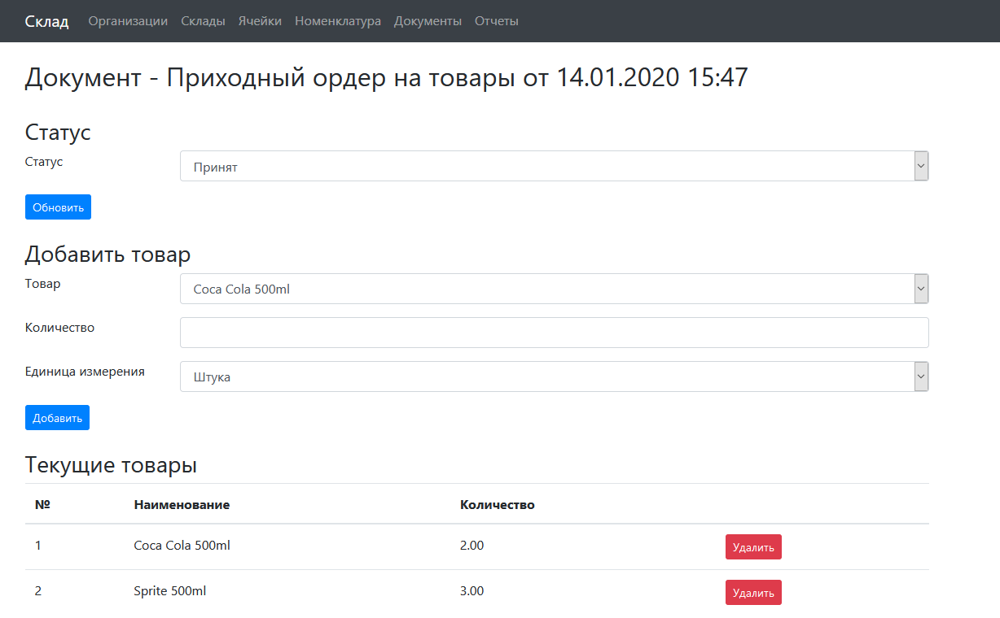 Склад Организации Склады Ячейки Номенклатура Документы Отчеты
Документ - Приходный ордер на товары от 14.01.2020 15:47
Статус
Статус Принят
Обновить
Добавить товар
Товар Coca Cola 500ml
Количество
Единица измерения Штука
Добавить
Текущие товары
№ Наименование Количество
1 Coca Cola 500ml 2.00 Удалить
2 Sprite 500ml 3.00 Удалить